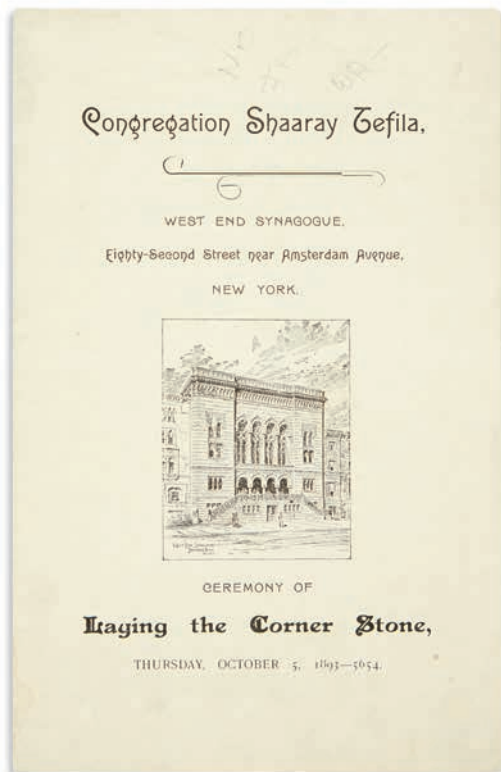 Congregation Shaaray Tefila,
WEST END SYNAGOGUE,
Eighty-Second Street near Amsterdam Avenue,
NEW YORK.
CEREMONY OF
Laying the Corner Stone,
THURSDAY, OCTOBER 5, 1893—5654.